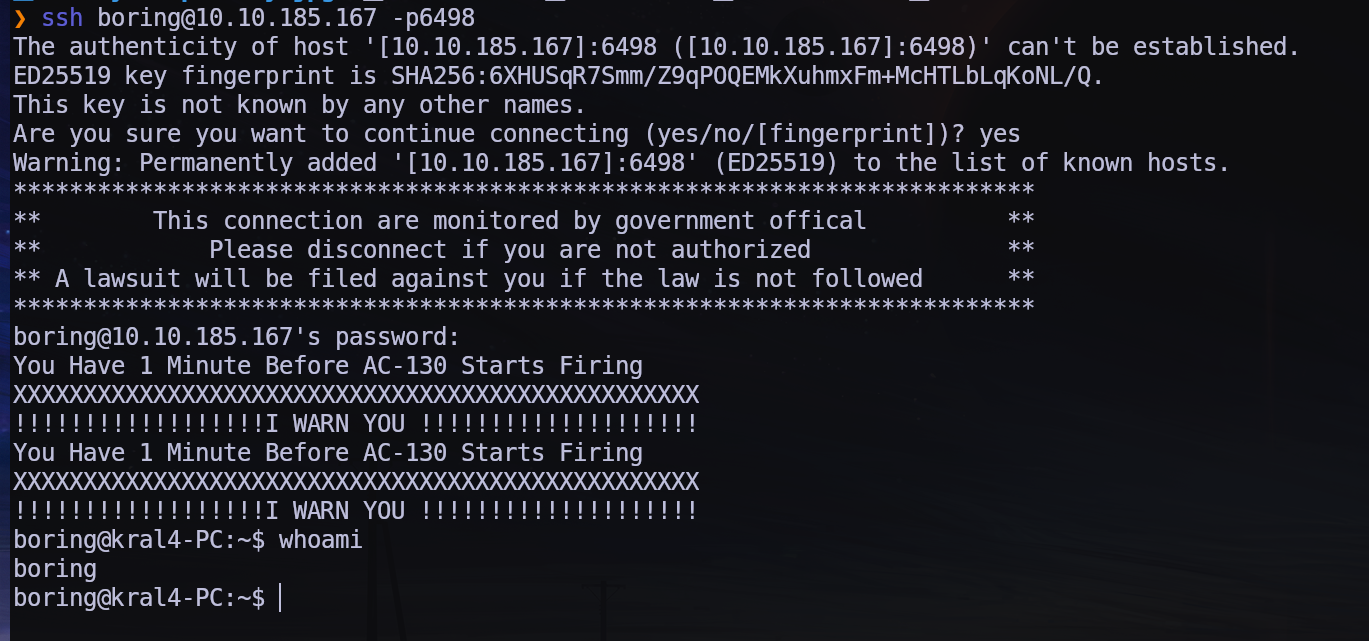 ❯ ssh boring@10.10.185.167 -p6498
The authenticity of host '[10.10.185.167]:6498 ([10.10.185.167]:6498)' can't be established.
ED25519 key fingerprint is SHA256:6XHUSqR7Smm/Z9qPOQEMkXuhmxFm+McHTLbLqKoNL/Q.
This key is not known by any other names.
Are you sure you want to continue connecting (yes/no/[fingerprint])? yes
Warning: Permanently added '[10.10.185.167]:6498' (ED25519) to the list of known hosts.
*************************************************************************
**        This connection are monitored by government offical          **
**            Please disconnect if you are not authorized              **
** A lawsuit will be filed against you if the law is not followed      **
*************************************************************************
boring@10.10.185.167's password:
You Have 1 Minute Before AC-130 Starts Firing
XXXXXXXXXXXXXXXXXXXXXXXXXXXXXXXXXXXXXXXXXXXXXXXXX
!!!!!!!!!!!!!!!!!!I WARN YOU !!!!!!!!!!!!!!!!!!!!
You Have 1 Minute Before AC-130 Starts Firing
XXXXXXXXXXXXXXXXXXXXXXXXXXXXXXXXXXXXXXXXXXXXXXXXX
!!!!!!!!!!!!!!!!!!I WARN YOU !!!!!!!!!!!!!!!!!!!!
boring@kral4-PC:~$ whoami
boring
boring@kral4-PC:~$